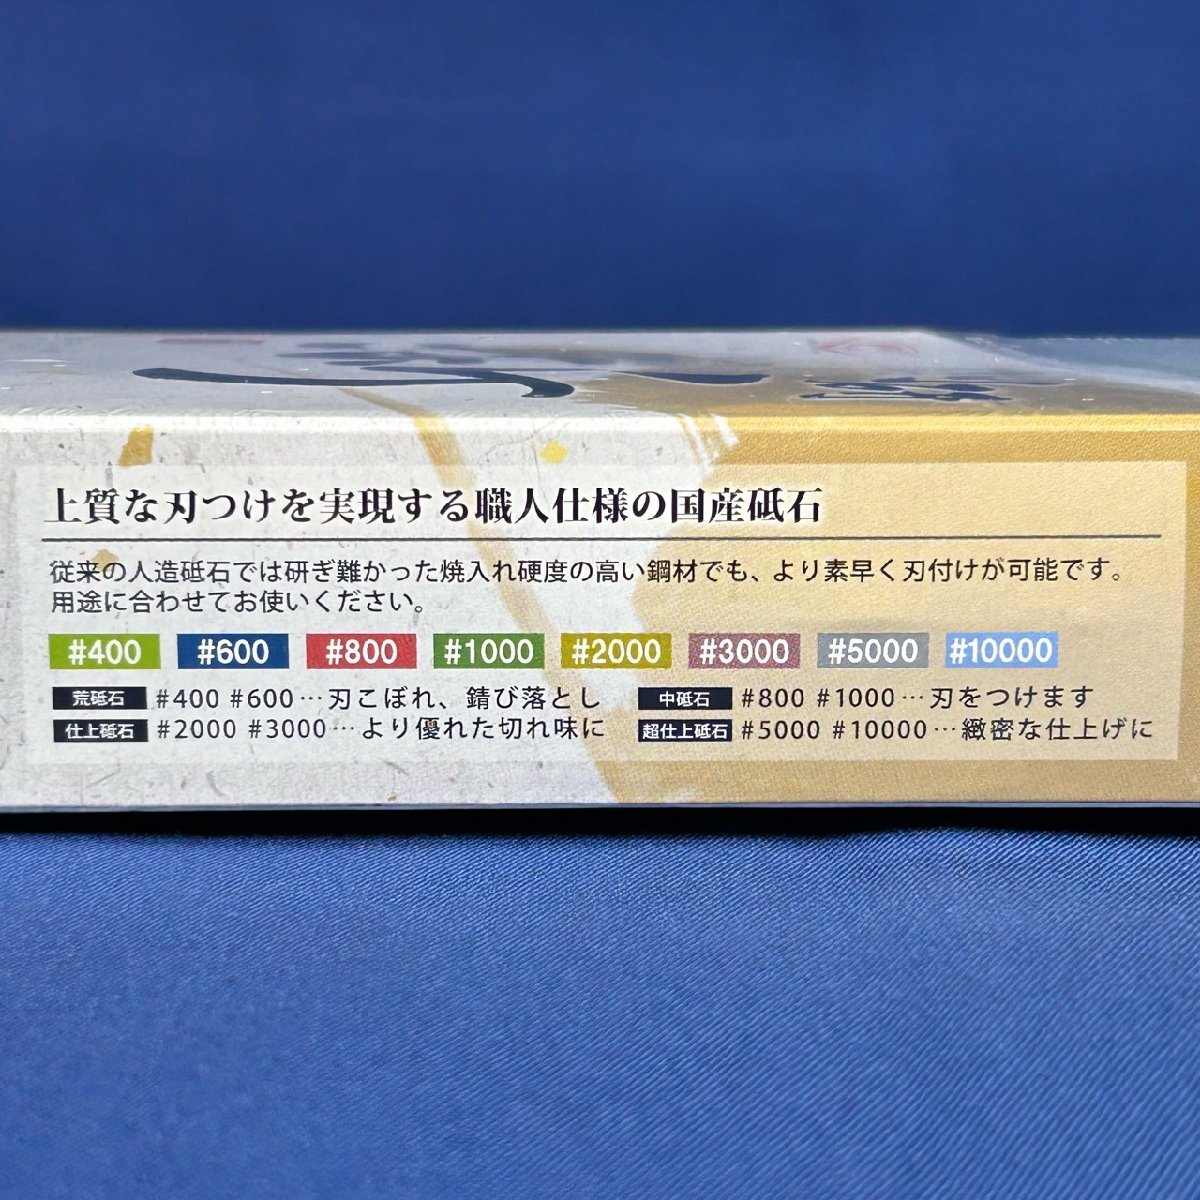 上質な刃つけを実現する職人仕様の国産砥石
従来の人造砥石では研ぎ難かった焼入れ硬度の高い鋼材でも、より素早く刃付けが可能です。
用途に合わせてお使いください。
#400 #600 #800 #1000 #2000 #3000 #5000 #10000
荒砥石 #400 #600…刃こぼれ、錆び落とし 中砥石 #800 #1000…刃をつけます
仕上砥石 #2000 #3000…より優れた切れ味に 超仕上砥石 #5000 #10000…緻密な仕上げに